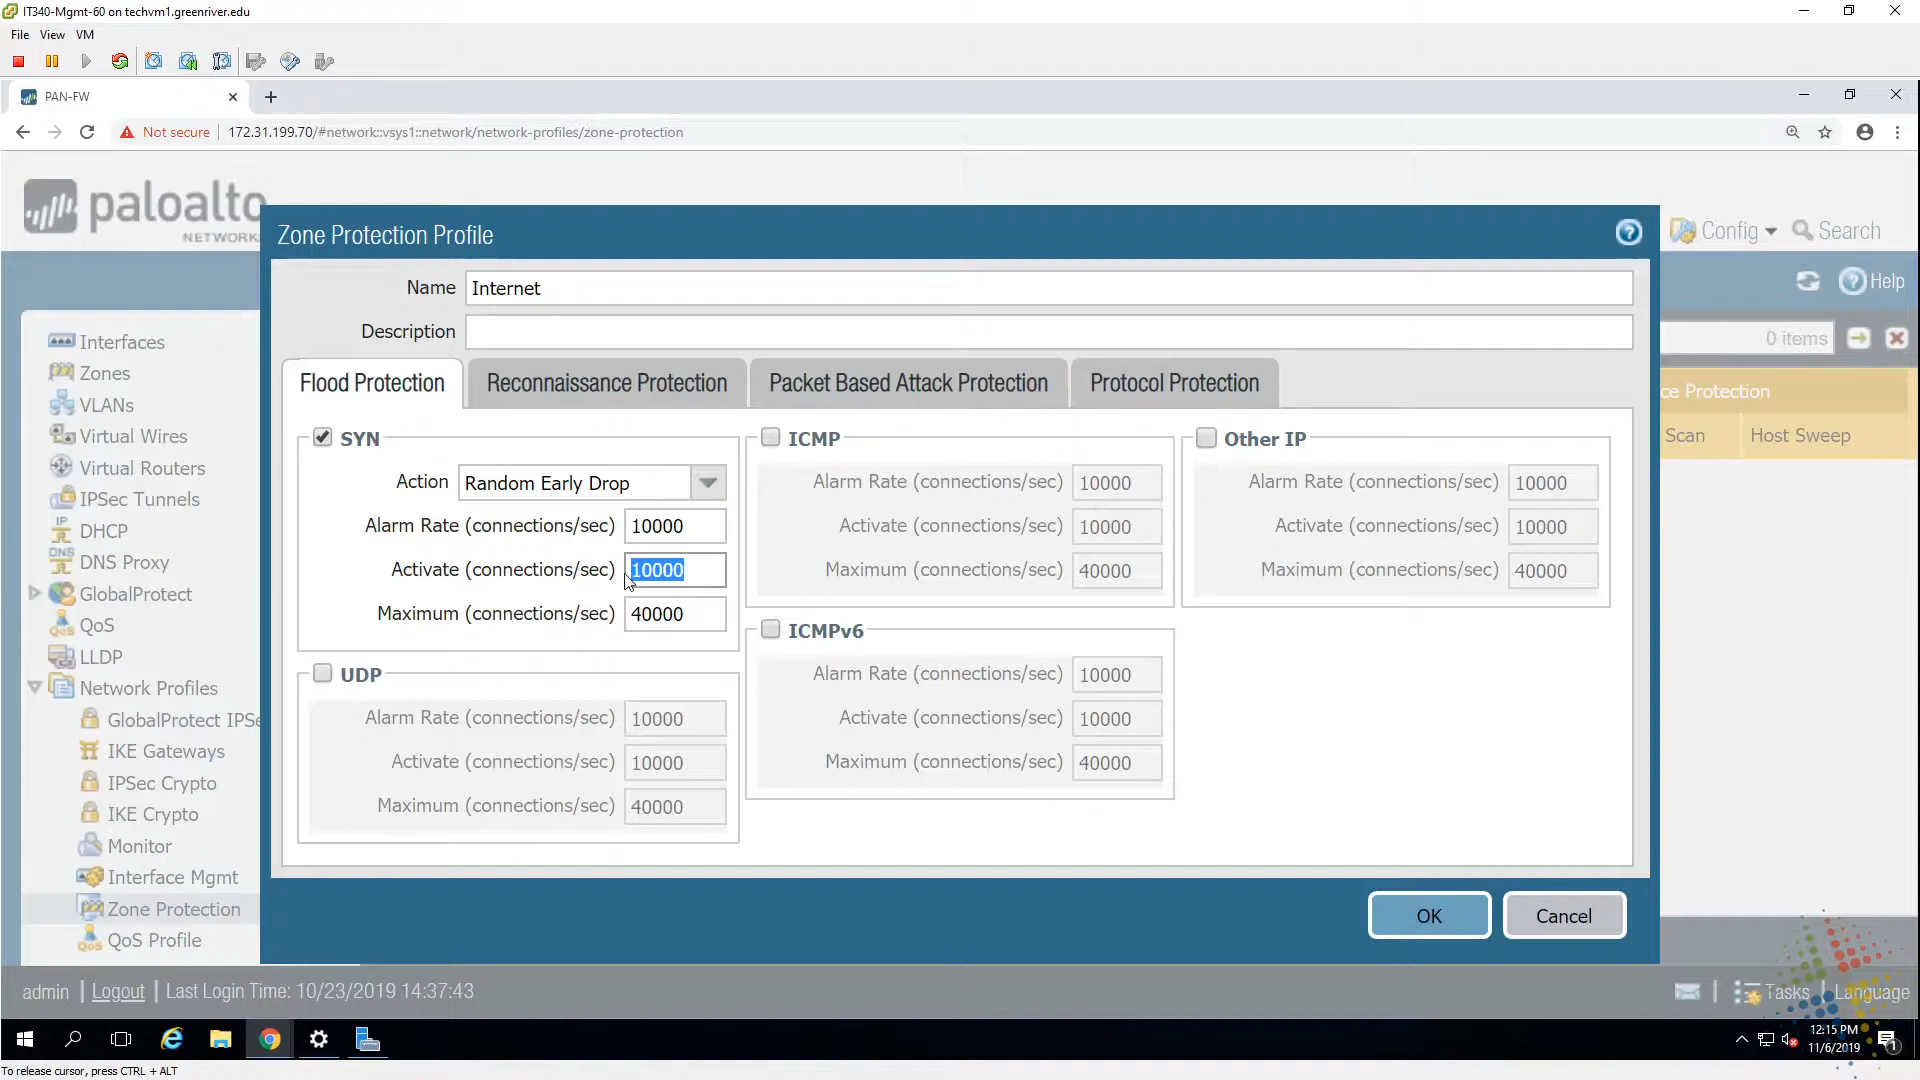 IT340-Mgmt-60 on techvm1.greenriver.edu
File View VM
PAN-FW
Not secure 172.31.199.70/#network::vsys1::network/network-profiles/zone-protection
paloalto
NETWORKS
Config
Search
Help
0 items
ce Protection
Scan
Host Sweep
Interfaces
Zones
VLANs
Virtual Wires
Virtual Routers
IPSec Tunnels
DHCP
DNS Proxy
GlobalProtect
QoS
LLDP
Network Profiles
GlobalProtect IPSe
IKE Gateways
IPSec Crypto
IKE Crypto
Monitor
Interface Mgmt
Zone Protection
QoS Profile
Zone Protection Profile
Name Internet
Description
Flood Protection
Reconnaissance Protection
Packet Based Attack Protection
Protocol Protection
SYN
Action Random Early Drop
Alarm Rate (connections/sec) 10000
Activate (connections/sec) 10000
Maximum (connections/sec) 40000
UDP
Alarm Rate (connections/sec) 10000
Activate (connections/sec) 10000
Maximum (connections/sec) 40000
ICMP
Alarm Rate (connections/sec) 10000
Activate (connections/sec) 10000
Maximum (connections/sec) 40000
ICMPv6
Alarm Rate (connections/sec) 10000
Activate (connections/sec) 10000
Maximum (connections/sec) 40000
Other IP
Alarm Rate (connections/sec) 10000
Activate (connections/sec) 10000
Maximum (connections/sec) 40000
OK
Cancel
admin | Logout | Last Login Time: 10/23/2019 14:37:43
Tasks | Language
12:15 PM
11/6/2019
1
To release cursor, press CTRL + ALT